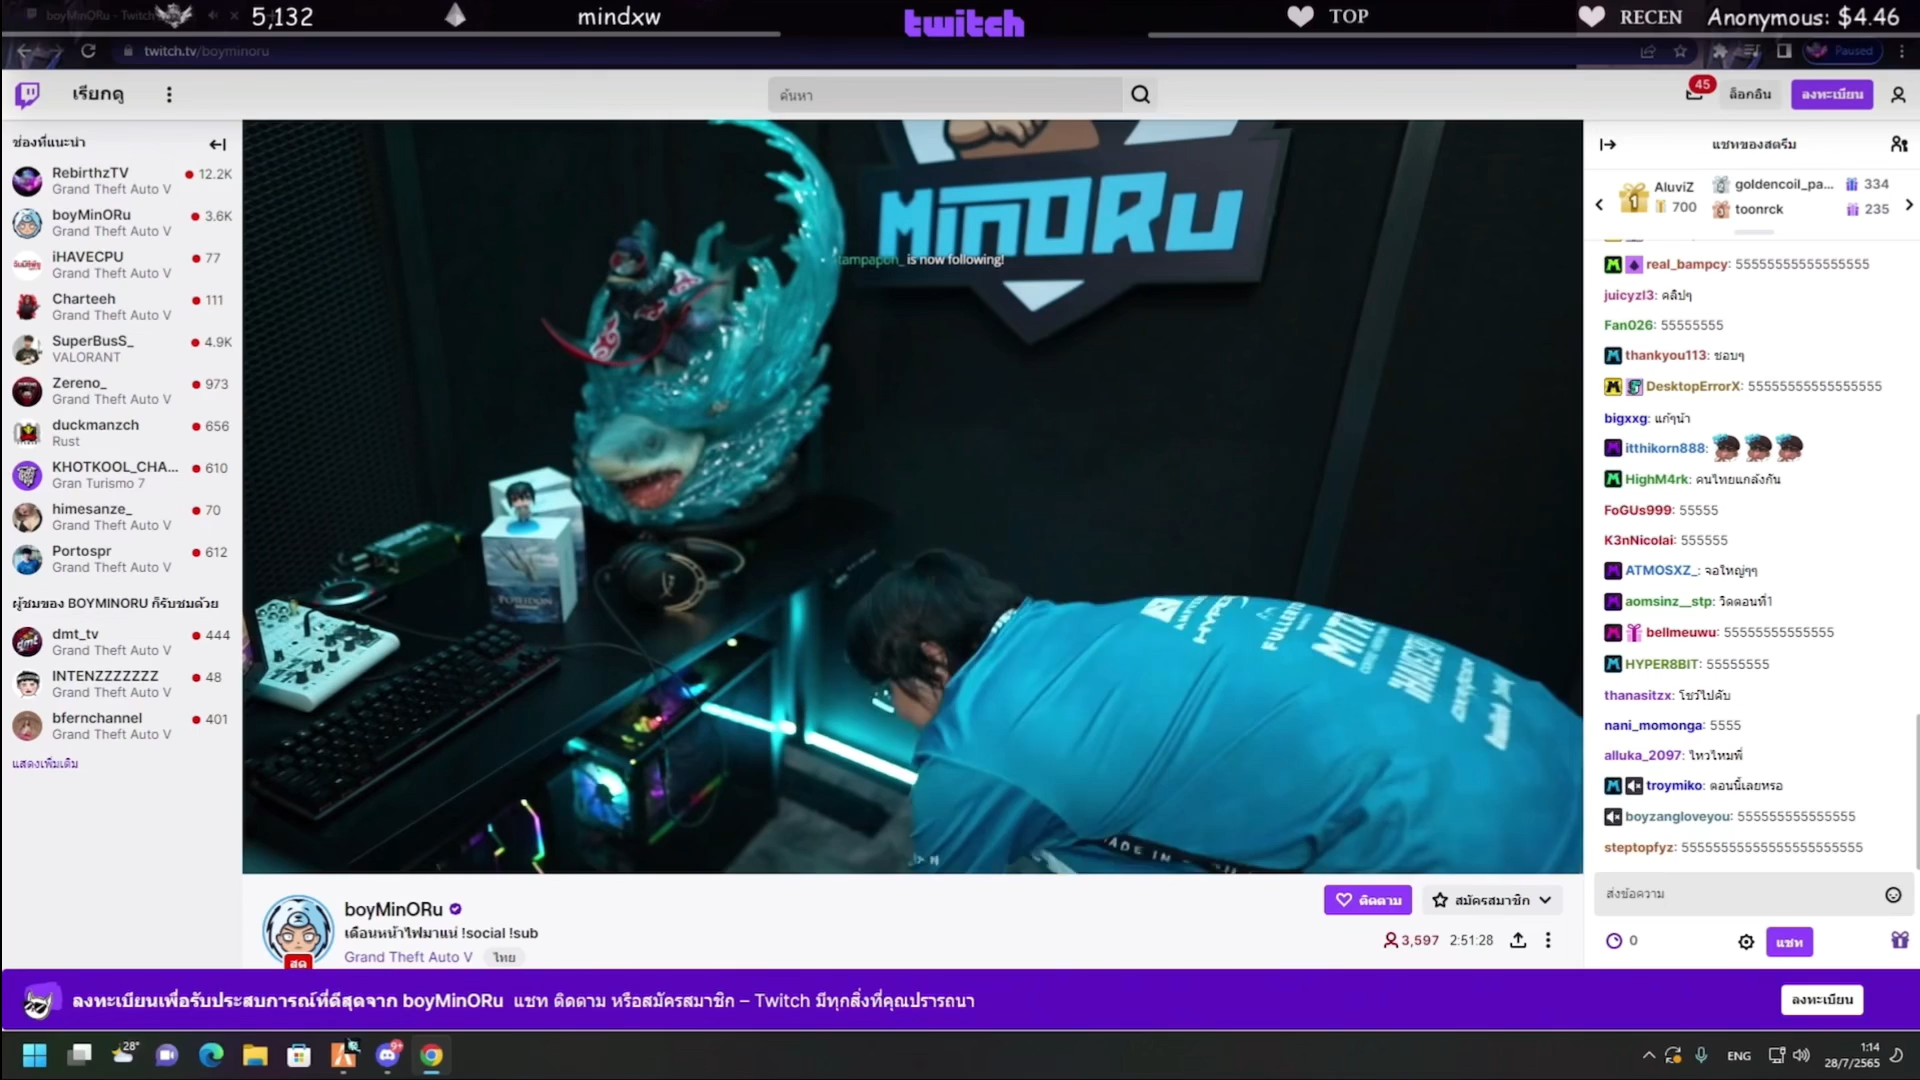 boyMinORu - Twitch
5,132
mindxw
twitch
TOP
RECEN
Anonymous: $4.46
twitch.tv/boyminoru
Paused
เรียกดู
ค้นหา
45
ล็อกอิน
ลงทะเบียน
ช่องที่แนะนำ
RebirthzTV
12.2K
Grand Theft Auto V
boyMinORu
3.6K
Grand Theft Auto V
iHAVECPU
77
Grand Theft Auto V
Charteeh
111
Grand Theft Auto V
SuperBusS_
4.9K
VALORANT
Zereno_
973
Grand Theft Auto V
duckmanzch
656
Rust
KHOTKOOL_CHA...
610
Gran Turismo 7
himesanze_
70
Grand Theft Auto V
Portospr
612
Grand Theft Auto V
ผู้ชมของ BOYMINORU ก็รับชมด้วย
dmt_tv
444
Grand Theft Auto V
INTENZZZZZZZ
48
Grand Theft Auto V
bfernchannel
401
Grand Theft Auto V
แสดงเพิ่มเติม
MINORU
tampapon_ is now following!
POSEIDON
HYPE
MADE IN
แชทของสตรีม
AluviZ
700
goldencoil_pa...
334
toonrck
235
real_bampcy: 55555555555555555
juicyzl3: คลิปๆ
Fan026: 55555555
thankyou113: ชอบๆ
DesktopErrorX: 55555555555555555
bigxxg: แก๊ๆน้า
itthikorn888:
HighM4rk: คนไทยแกล้งกัน
FoGUs999: 55555
K3nNicolai: 555555
ATMOSXZ_: จอใหญ่ๆๆ
aomsinz__stp: วิดตอนที่1
bellmeuwu: 55555555555555
HYPER8BIT: 55555555
thanasitzx: โชว์ไปคับ
nani_momonga: 5555
alluka_2097: ไหวไหมพี่
troymiko: ตอนนี้เลยหรอ
boyzangloveyou: 555555555555555
steptopfyz: 5555555555555555555555
ส่งข้อความ
0
แชท
boyMinORu
เดือนหน้าไฟมาแน่ !social !sub
Grand Theft Auto V
ไทย
สด
ติดตาม
สมัครสมาชิก
3,597
2:51:28
ลงทะเบียนเพื่อรับประสบการณ์ที่ดีสุดจาก boyMinORu แชท ติดตาม หรือสมัครสมาชิก – Twitch มีทุกสิ่งที่คุณปรารถนา
ลงทะเบียน
28°
9+
ENG
1:14
28/7/2565